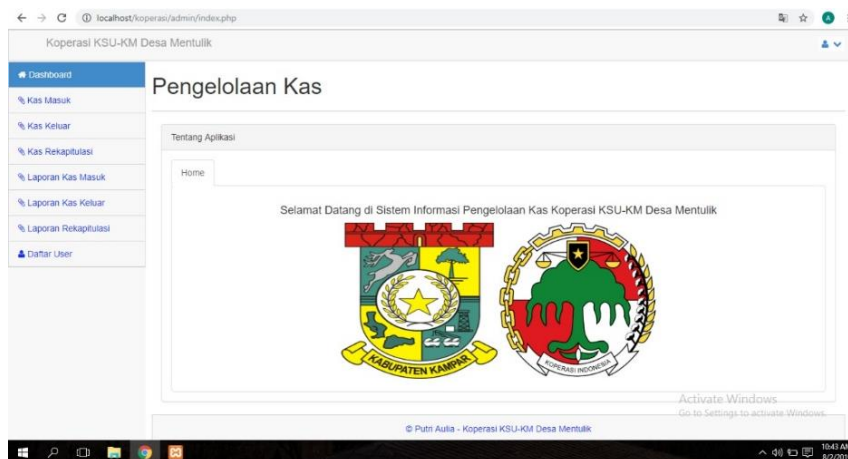 localhost/koperasi/admin/index.php
Koperasi KSU-KM Desa Mentulik
Dashboard
Kas Masuk
Kas Keluar
Kas Rekapitulasi
Laporan Kas Masuk
Laporan Kas Keluar
Laporan Rekapitulasi
Daftar User
Pengelolaan Kas
Tentang Aplikasi
Home
Selamat Datang di Sistem Informasi Pengelolaan Kas Koperasi KSU-KM Desa Mentulik
KABUPATEN KAMPAR
KOPERASI INDONESIA
Activate Windows
Go to Settings to activate Windows.
© Putri Aulia - Koperasi KSU-KM Desa Mentulik
10:43 AM
8/2/201